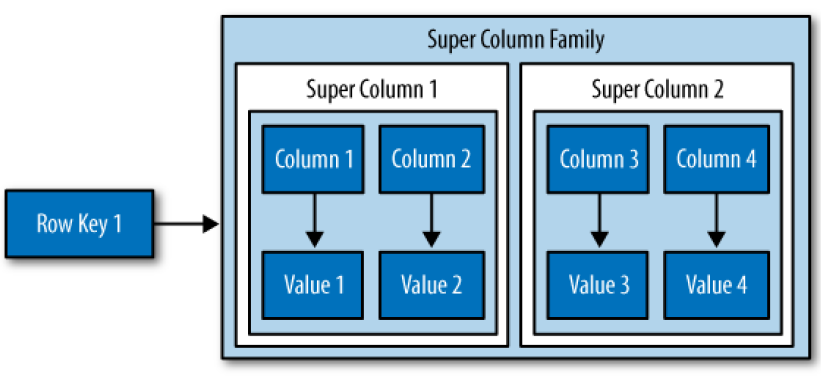 Super Column Family
Super Column 1
Super Column 2
Column 1
Column 2
Column 3
Column 4
Row Key 1
Value 1
Value 2
Value 3
Value 4